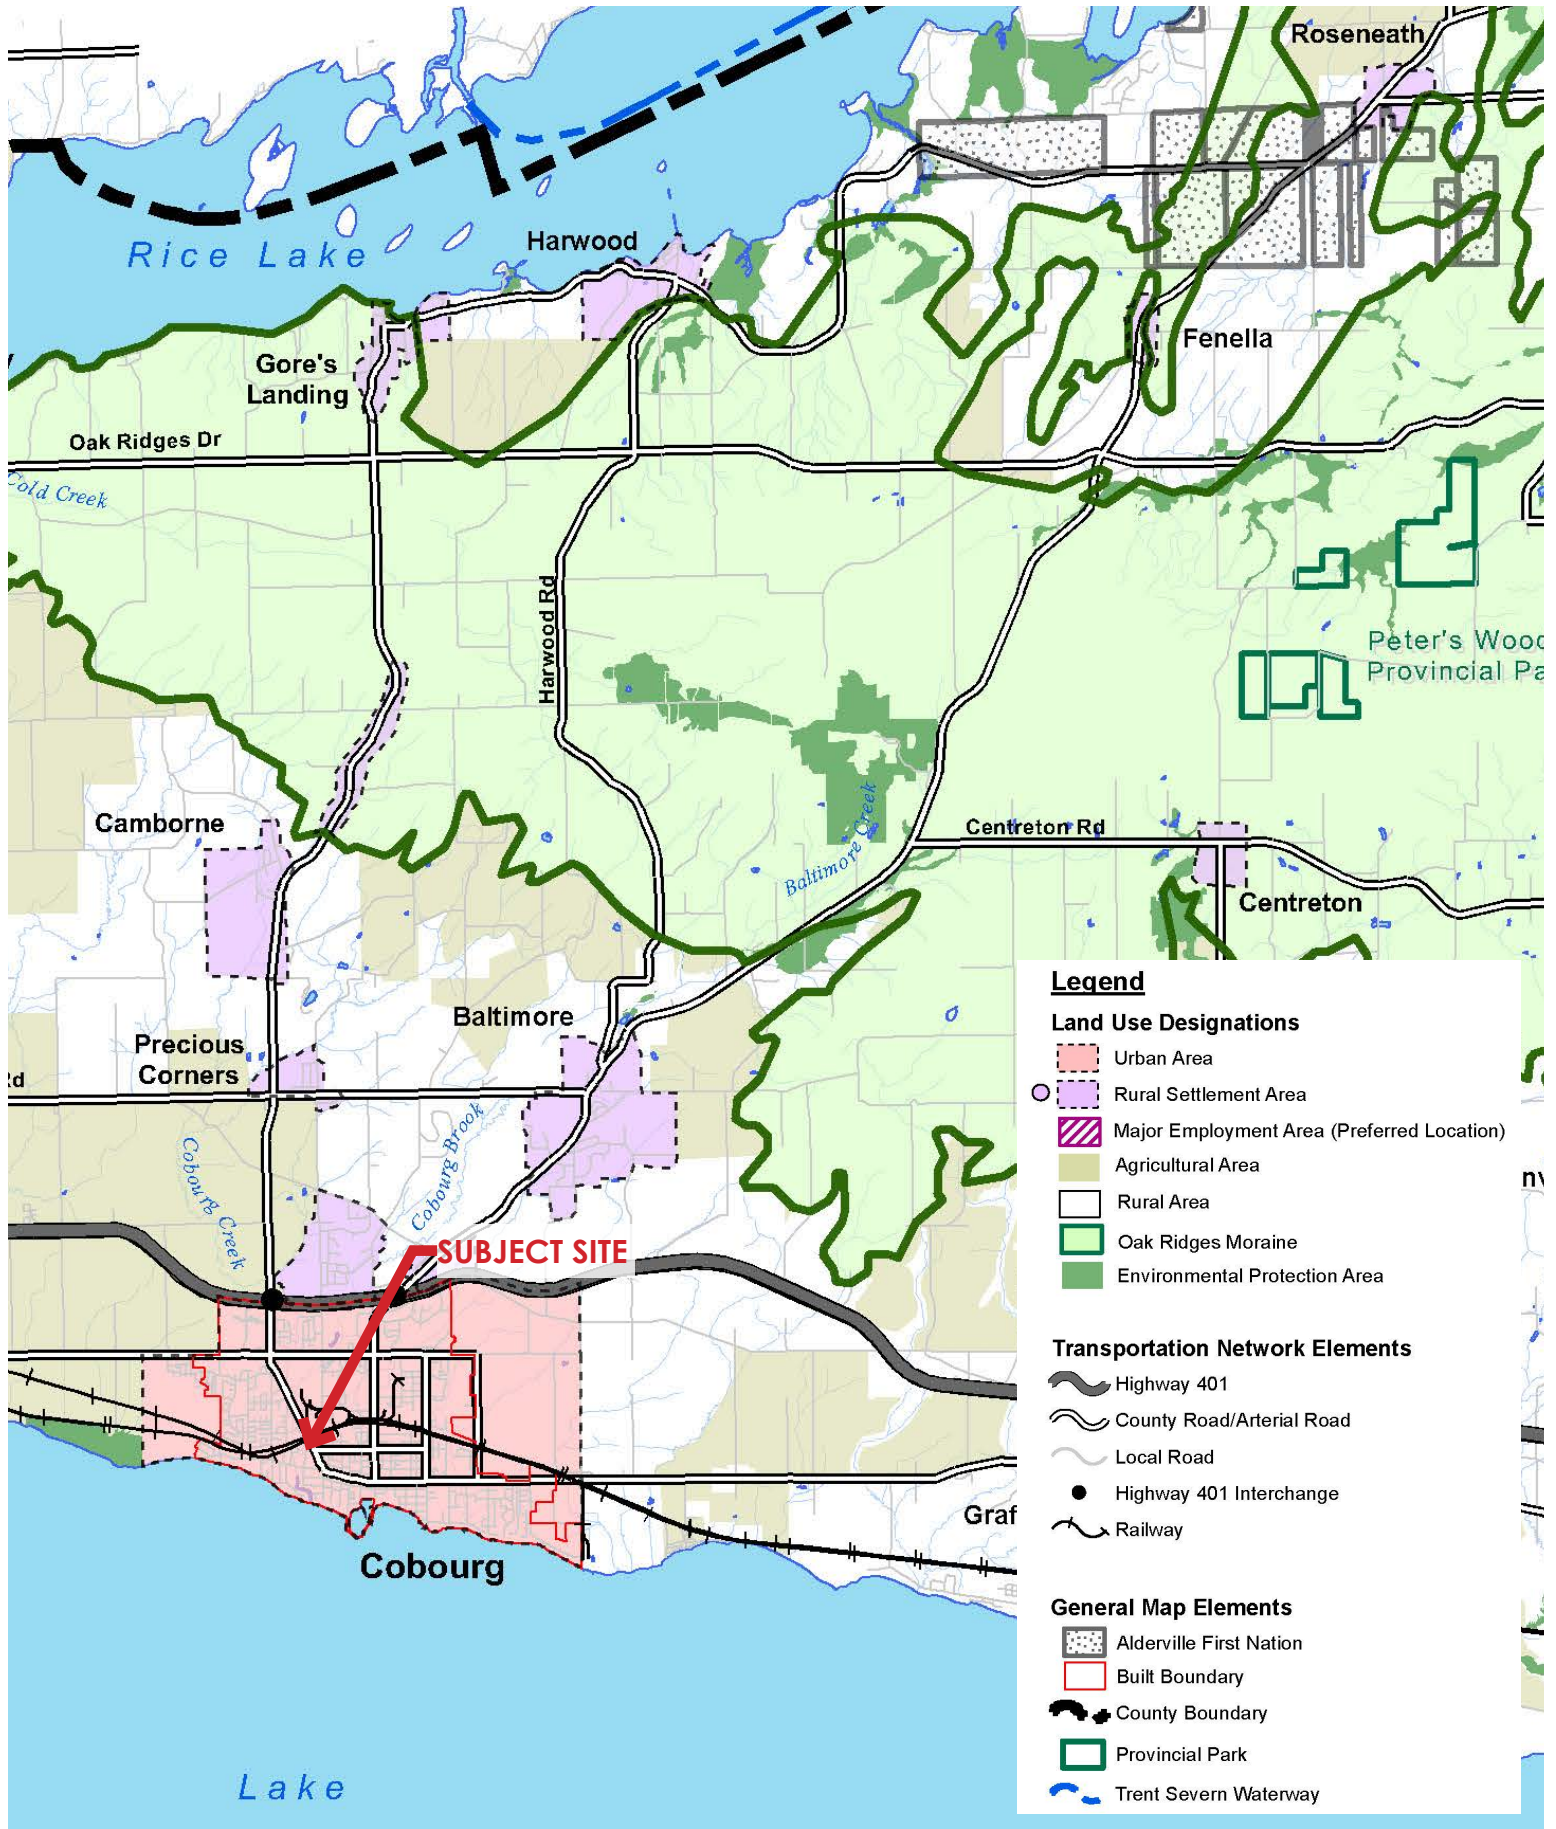 Roseneath
Rice Lake
Harwood
Fenella
Gore's
Landing
Oak Ridges Dr
Cold Creek
Harwood Rd
Peter's Wood
Provincial Pa
Camborne
Centreton Rd
Baltimore Creek
Centreton
Baltimore
Precious
Corners
Rd
Cobourg Brook
Cobourg Creek
SUBJECT SITE
Graf
Cobourg
Lake
nv
Legend
Land Use Designations
Urban Area
Rural Settlement Area
Major Employment Area (Preferred Location)
Agricultural Area
Rural Area
Oak Ridges Moraine
Environmental Protection Area
Transportation Network Elements
Highway 401
County Road/Arterial Road
Local Road
Highway 401 Interchange
Railway
General Map Elements
Alderville First Nation
Built Boundary
County Boundary
Provincial Park
Trent Severn Waterway